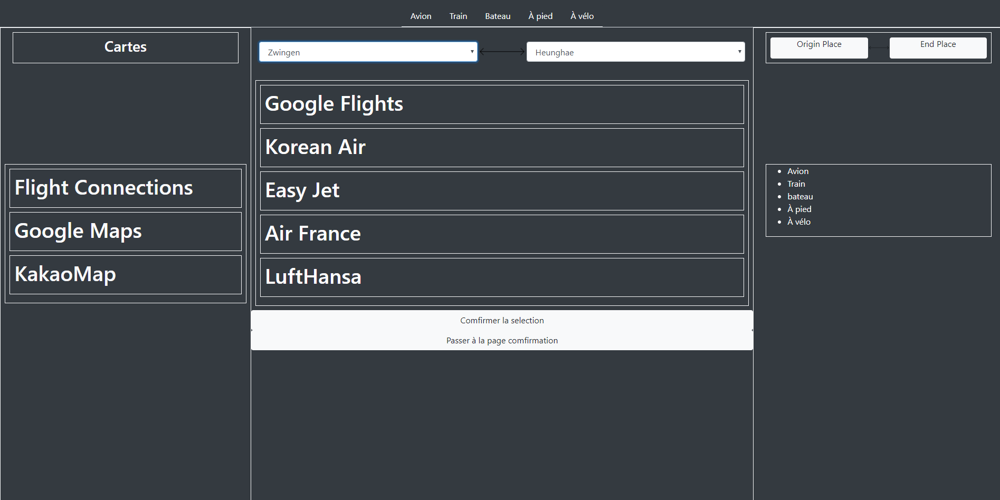 Avion Train Bateau À pied À vélo
Cartes
Flight Connections
Google Maps
KakaoMap
Zwingen Heunghae
Google Flights
Korean Air
Easy Jet
Air France
LuftHansa
Comfirmer la selection
Passer à la page comfirmation
Origin Place End Place
Avion
Train
bateau
À pied
À vélo